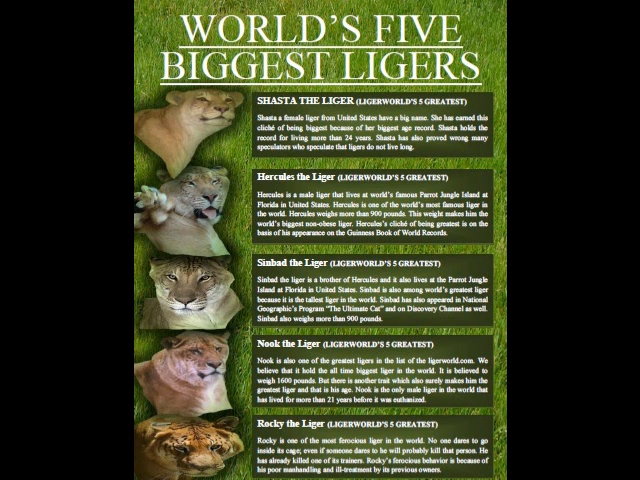 WORLD'S FIVE
BIGGEST LIGERS
SHASTA THE LIGER (LIGERWORLD'S 5 GREATEST)
Shasta a female liger from United States have a big name. She has earned this
cliché of being biggest because of her biggest age record. Shasta holds the
record for living more than 24 years. Shasta has also proved wrong many
speculators who speculate that ligers do not live long.
Hercules the Liger (LIGERWORLD'S 5 GREATEST)
Hercules is a male liger that lives at world's famous Parrot Jungle Island at
Florida in United States. Hercules is one of the world's most famous liger in
the world. Hercules weighs more than 900 pounds. This weight makes him the
world's biggest non-obese liger. Hercules's cliché of being greatest is on the
basis of his appearance on the Guinness Book of World Records.
Sinbad the Liger (LIGERWORLD'S 5 GREATEST)
Sinbad the liger is a brother of Hercules and it also lives at the Parrot Jungle
Island at Florida in United States. Sinbad is also among world's greatest liger
because it is the tallest liger in the world. Sinbad has also appeared in National
Geographic's Program "The Ultimate Cat" and on Discovery Channel as well.
Sinbad also weighs more than 900 pounds.
Nook the Liger (LIGERWORLD'S 5 GREATEST)
Nook is also one of the greatest ligers in the list of the ligerworld.com. We
believe that it hold the all time biggest liger in the world. It is believed to
weigh 1600 pounds. But there is another trait which also surely makes him the
greatest liger and that is his age. Nook is the only male liger in the world that
has lived for more than 21 years before it was euthanized.
Rocky the Liger (LIGERWORLD'S 5 GREATEST)
Rocky is one of the most ferocious liger in the world. No one dares to go
inside its cage; even if someone dares to he will probably kill that person. He
has already killed one of its trainers. Rocky's ferocious behavior is because of
his poor manhandling and ill-treatment by its previous owners.